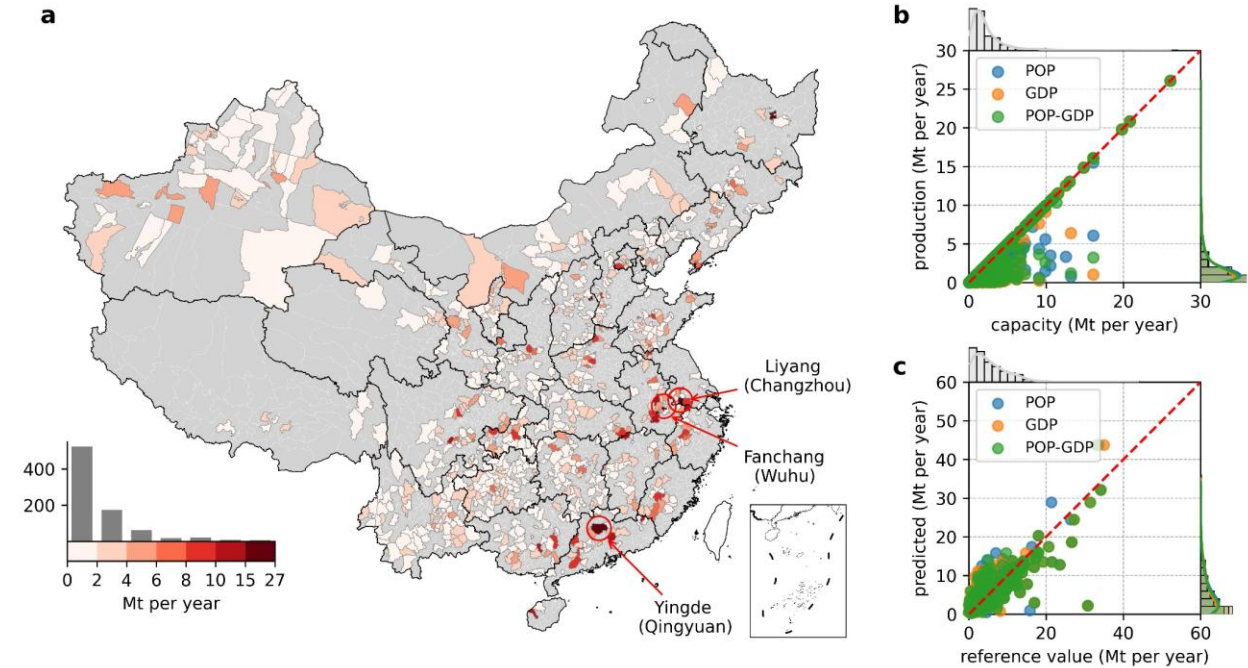 a
Liyang
(Changzhou)
Fanchang
(Wuhu)
Yingde
(Qingyuan)
400
200
0 2 4 6 8 10 15 27
Mt per year
b
30
25
20
15
10
5
0
production (Mt per year)
POP
GDP
POP-GDP
0 10 20 30
capacity (Mt per year)
c
60
50
40
30
20
10
0
predicted (Mt per year)
POP
GDP
POP-GDP
0 20 40 60
reference value (Mt per year)